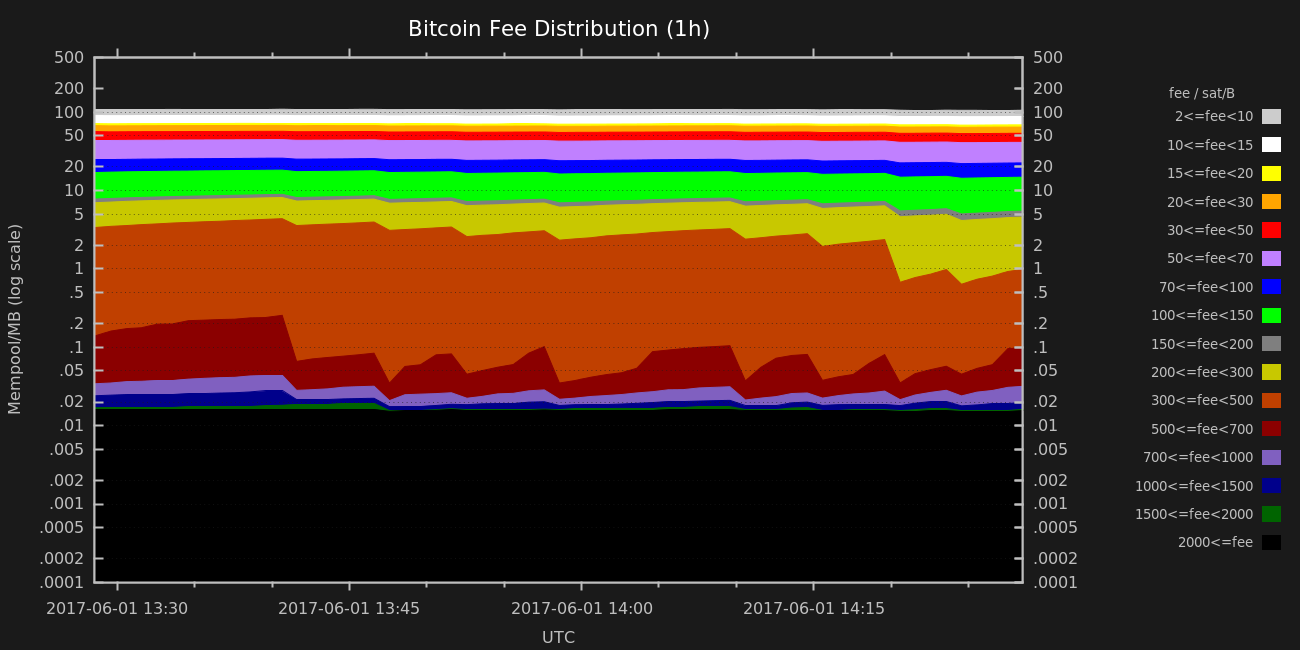 Bitcoin Fee Distribution (1h)
Mempool/MB (log scale)
500
200
100
50
20
10
5
2
1
.5
.2
.1
.05
.02
.01
.005
.002
.001
.0005
.0002
.0001
500
200
100
50
20
10
5
2
1
.5
.2
.1
.05
.02
.01
.005
.002
.001
.0005
.0002
.0001
2017-06-01 13:30 2017-06-01 13:45 2017-06-01 14:00 2017-06-01 14:15
UTC
fee / sat/B
2<=fee<10
10<=fee<15
15<=fee<20
20<=fee<30
30<=fee<50
50<=fee<70
70<=fee<100
100<=fee<150
150<=fee<200
200<=fee<300
300<=fee<500
500<=fee<700
700<=fee<1000
1000<=fee<1500
1500<=fee<2000
2000<=fee